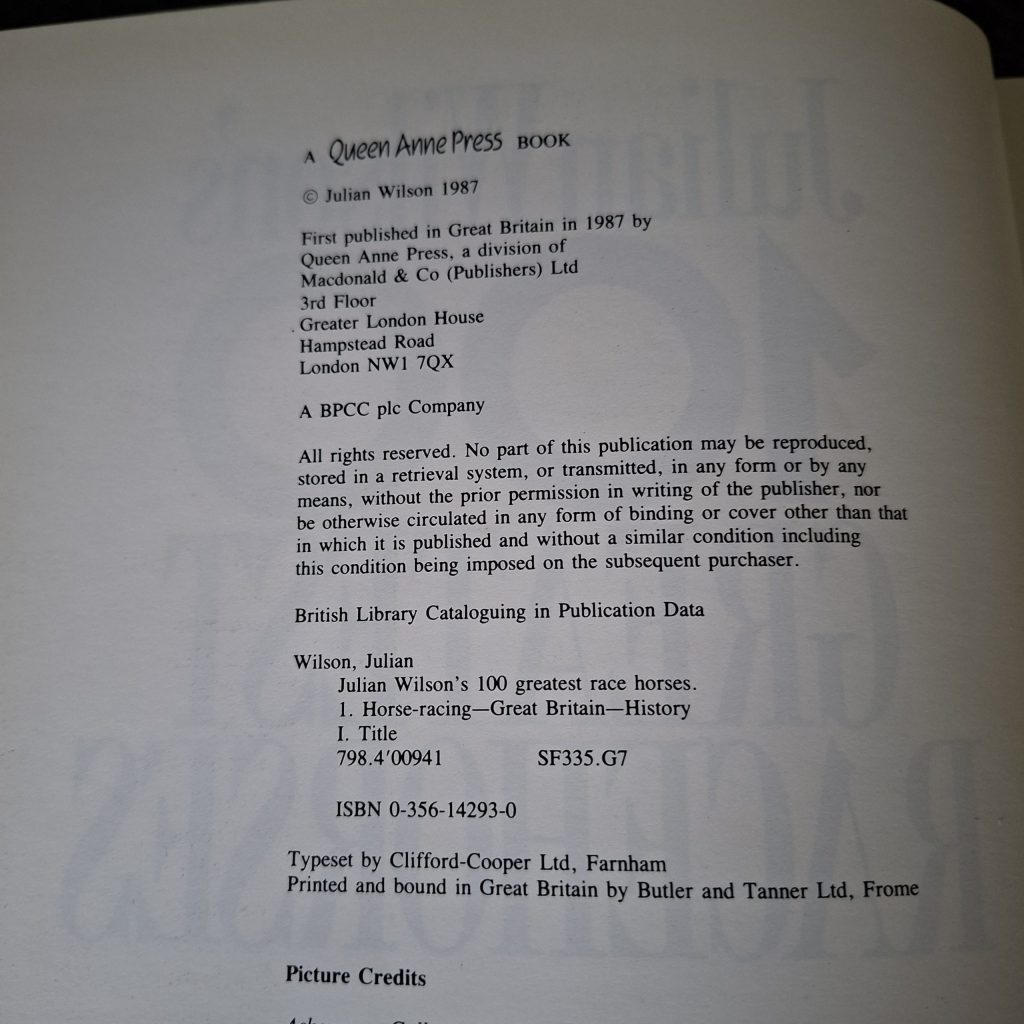 A Queen Anne Press BOOK
© Julian Wilson 1987
First published in Great Britain in 1987 by
Queen Anne Press, a division of
Macdonald & Co (Publishers) Ltd
3rd Floor
Greater London House
Hampstead Road
London NW1 7QX
A BPCC plc Company
All rights reserved. No part of this publication may be reproduced,
stored in a retrieval system, or transmitted, in any form or by any
means, without the prior permission in writing of the publisher, nor
be otherwise circulated in any form of binding or cover other than that
in which it is published and without a similar condition including
this condition being imposed on the subsequent purchaser.
British Library Cataloguing in Publication Data
Wilson, Julian
Julian Wilson's 100 greatest race horses.
1. Horse-racing—Great Britain—History
I. Title
798.4'00941 SF335.G7
ISBN 0-356-14293-0
Typeset by Clifford-Cooper Ltd, Farnham
Printed and bound in Great Britain by Butler and Tanner Ltd, Frome
Picture Credits